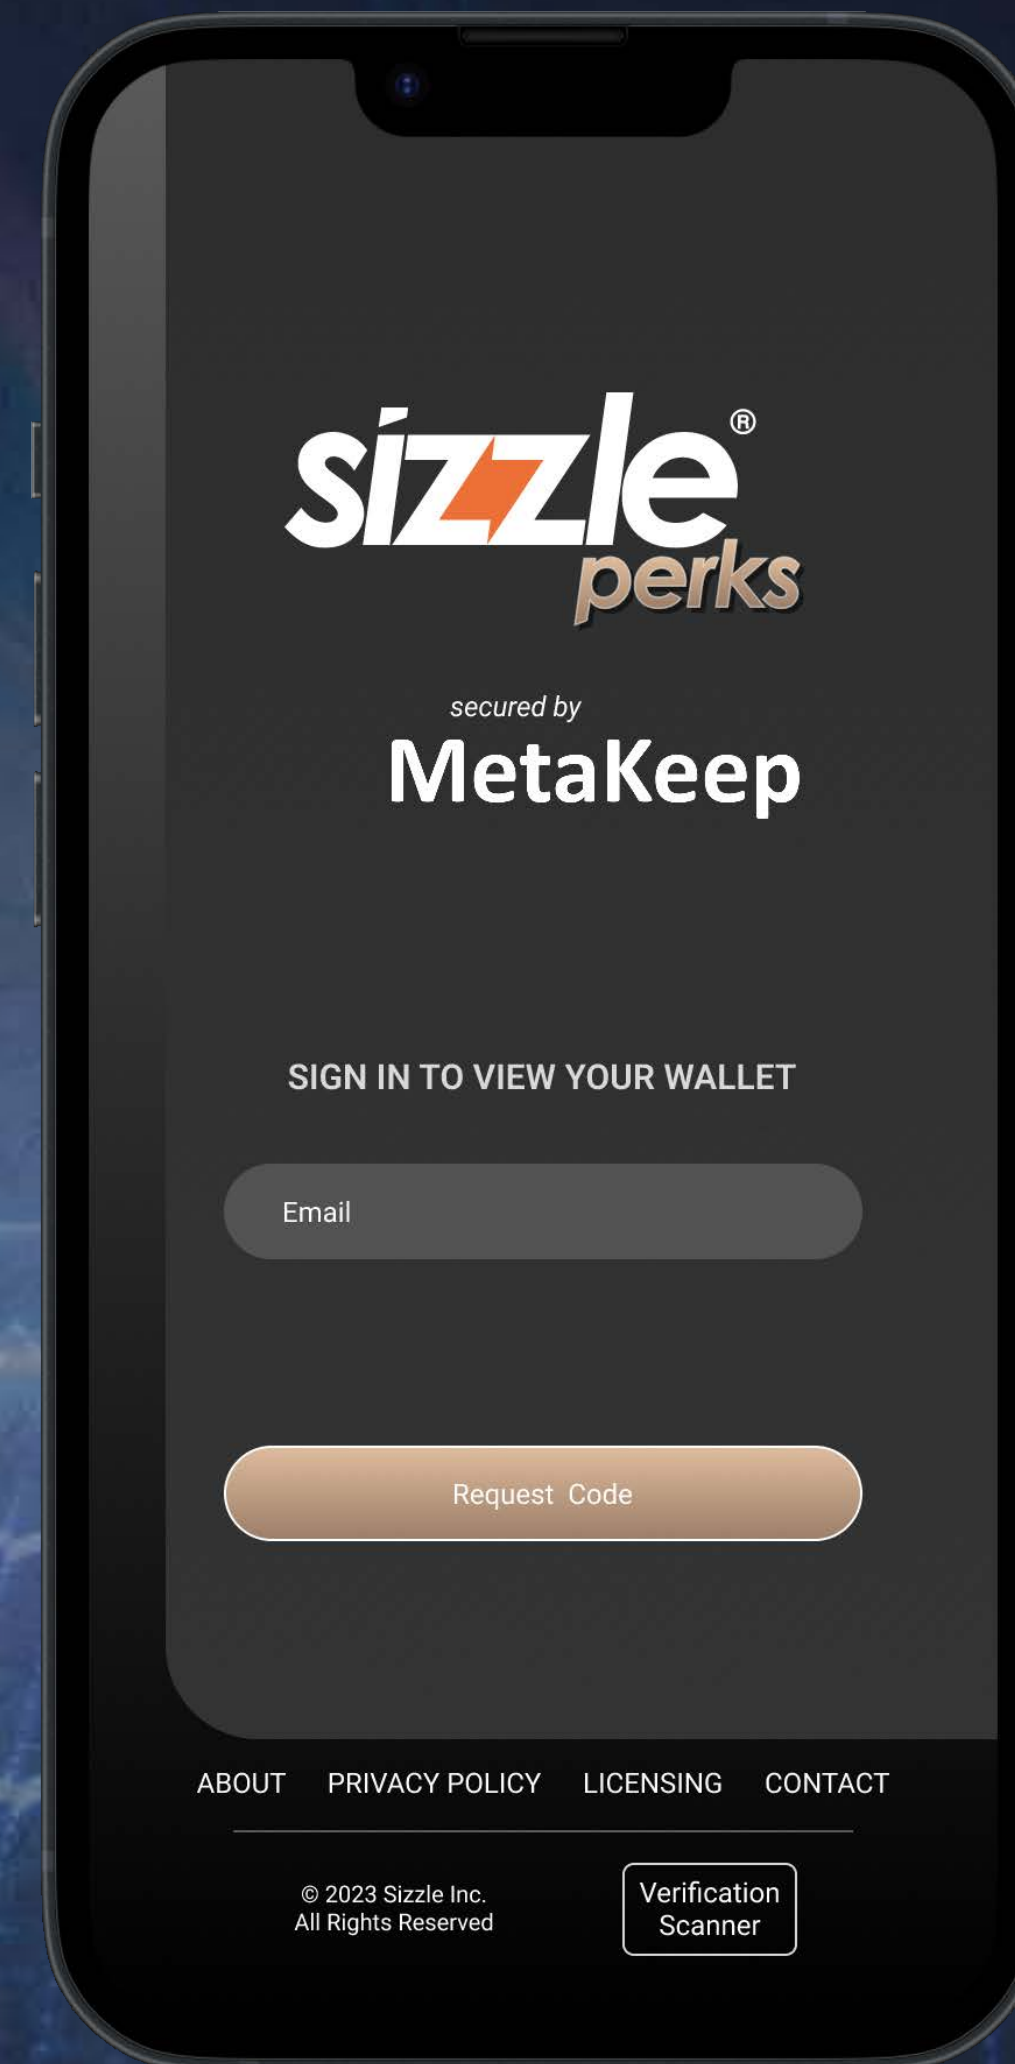 sizzle®
perks
secured by
MetaKeep
SIGN IN TO VIEW YOUR WALLET
Email
Request Code
ABOUT PRIVACY POLICY LICENSING CONTACT
© 2023 Sizzle Inc.
All Rights Reserved
Verification
Scanner